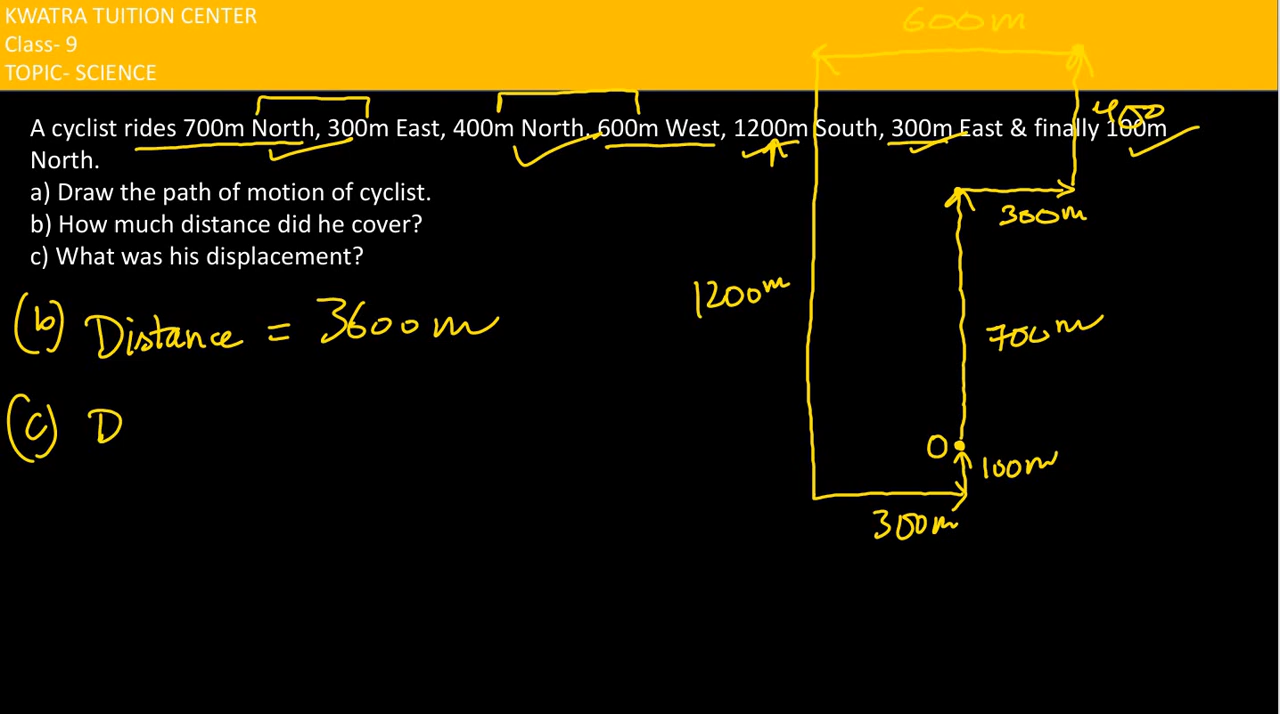 KWATRA TUITION CENTER
Class- 9
TOPIC- SCIENCE
600m
A cyclist rides 700m North, 300m East, 400m North, 600m West, 1200m South, 300m East & finally 100m
North.
400
a) Draw the path of motion of cyclist.
b) How much distance did he cover?
c) What was his displacement?
300m
1200m
(b) Distance = 3600m
700m
(c) D
O
100m
300m